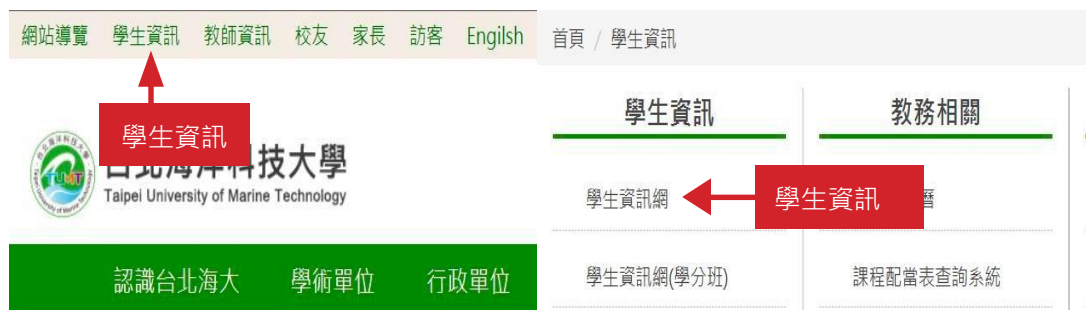 網站導覽 學生資訊 教師資訊 校友 家長 訪客 Engilsh
學生資訊
台北海洋科技大學
Taipei University of Marine Technology
TUMT
認識台北海大 學術單位 行政單位
首頁 / 學生資訊
學生資訊 教務相關
學生資訊網 學生資訊 曆
學生資訊網(學分班) 課程配當表查詢系統